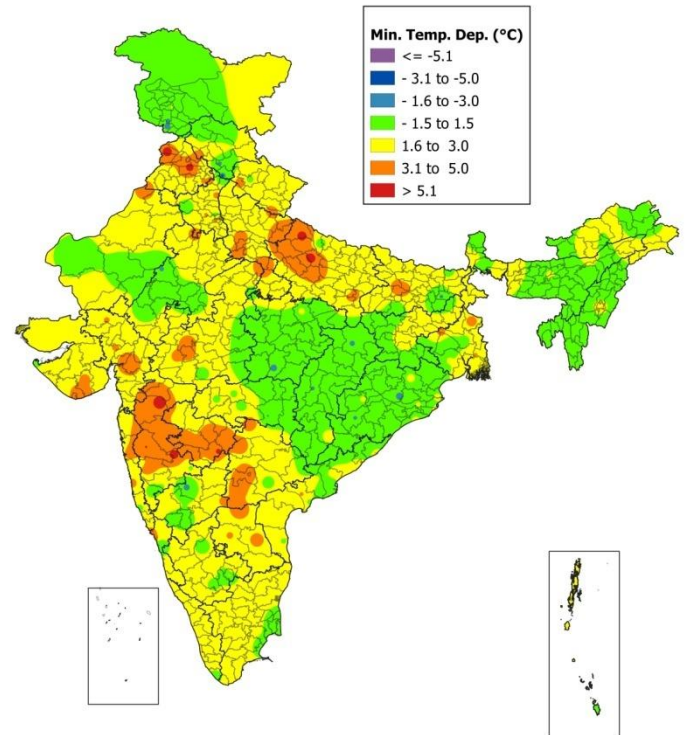 Min. Temp. Dep. (°C)
<= -5.1
- 3.1 to -5.0
- 1.6 to -3.0
- 1.5 to 1.5
1.6 to 3.0
3.1 to 5.0
> 5.1